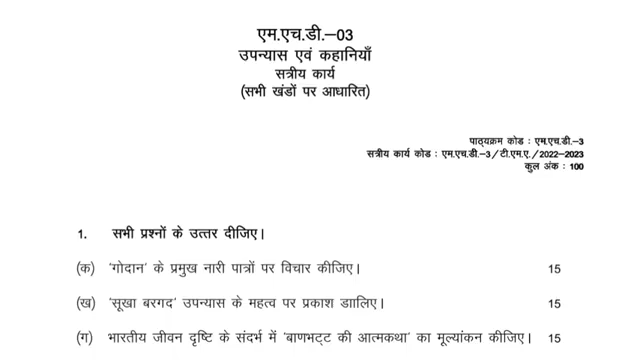 एम.एच.डी.–03
उपन्यास एवं कहानियाँ
सत्रीय कार्य
(सभी खंडों पर आधारित)
पाठ्यक्रम कोड : एम.एच.डी.–3
सत्रीय कार्य कोड : एम.एच.डी.–3/टी.एम.ए./2022–2023
कुल अंक : 100
1. सभी प्रश्नों के उत्तर दीजिए।
(क) 'गोदान' के प्रमुख नारी पात्रों पर विचार कीजिए। 15
(ख) 'सूखा बरगद' उपन्यास के महत्व पर प्रकाश डाालिए। 15
(ग) भारतीय जीवन दृष्टि के संदर्भ में 'बाणभट्ट की आत्मकथा' का मूल्यांकन कीजिए। 15